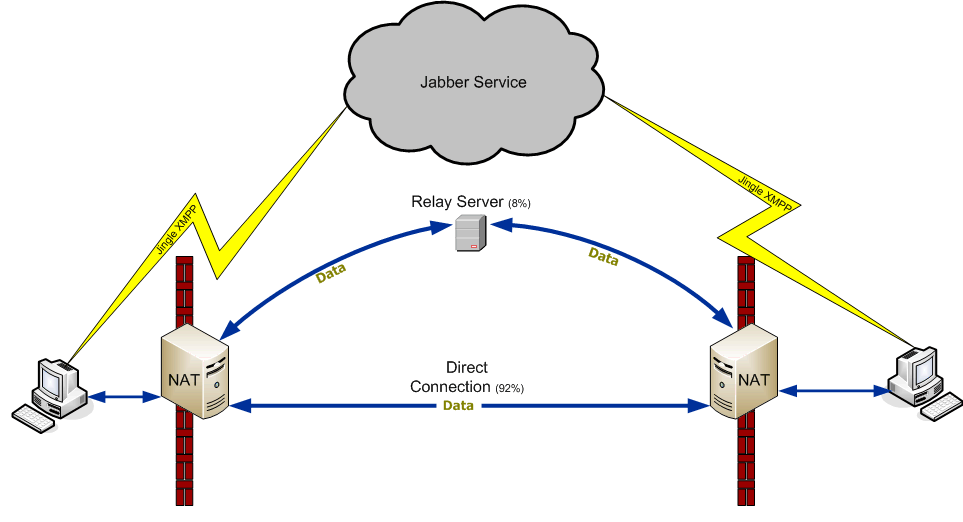 Jabber Service
Jingle XMPP
Jingle XMPP
Relay Server (8%)
Data
Data
NAT
Direct
Connection (92%)
NAT
Data